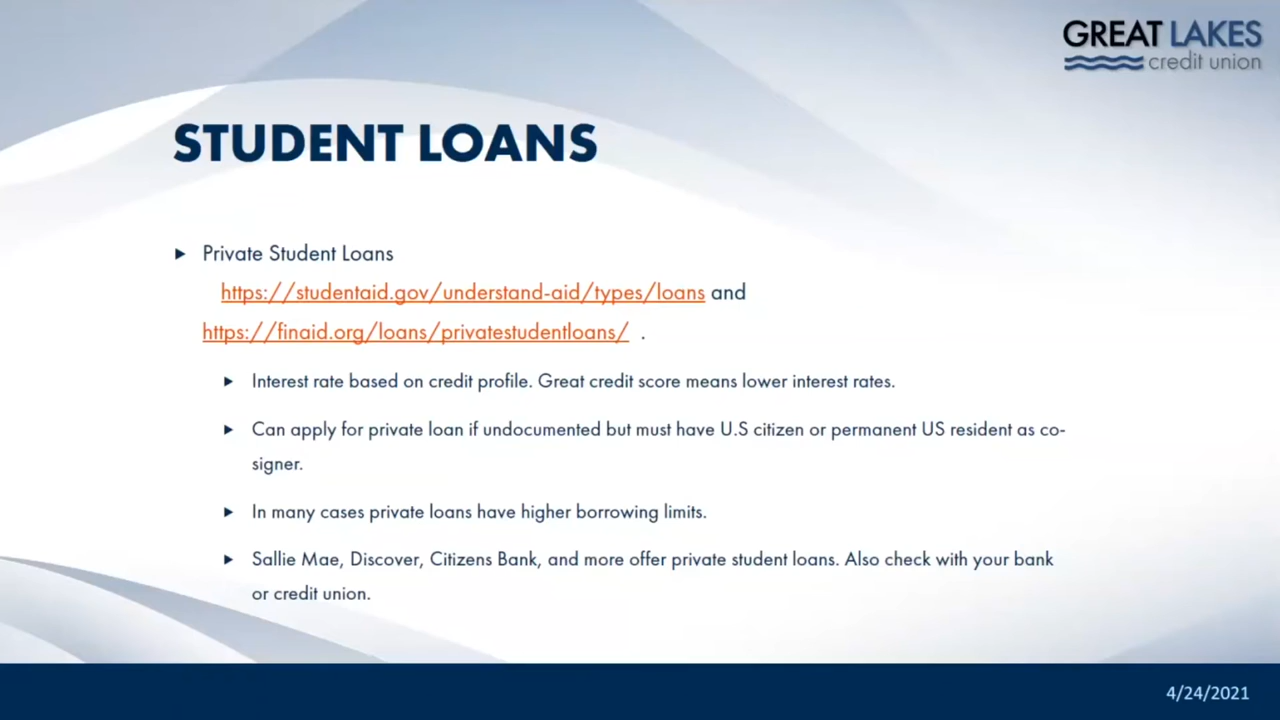 GREAT LAKES
credit union
STUDENT LOANS
Private Student Loans
https://studentaid.gov/understand-aid/types/loans and
https://finaid.org/loans/privatestudentloans/ .
Interest rate based on credit profile. Great credit score means lower interest rates.
Can apply for private loan if undocumented but must have U.S citizen or permanent US resident as co-
signer.
In many cases private loans have higher borrowing limits.
Sallie Mae, Discover, Citizens Bank, and more offer private student loans. Also check with your bank
or credit union.
4/24/2021